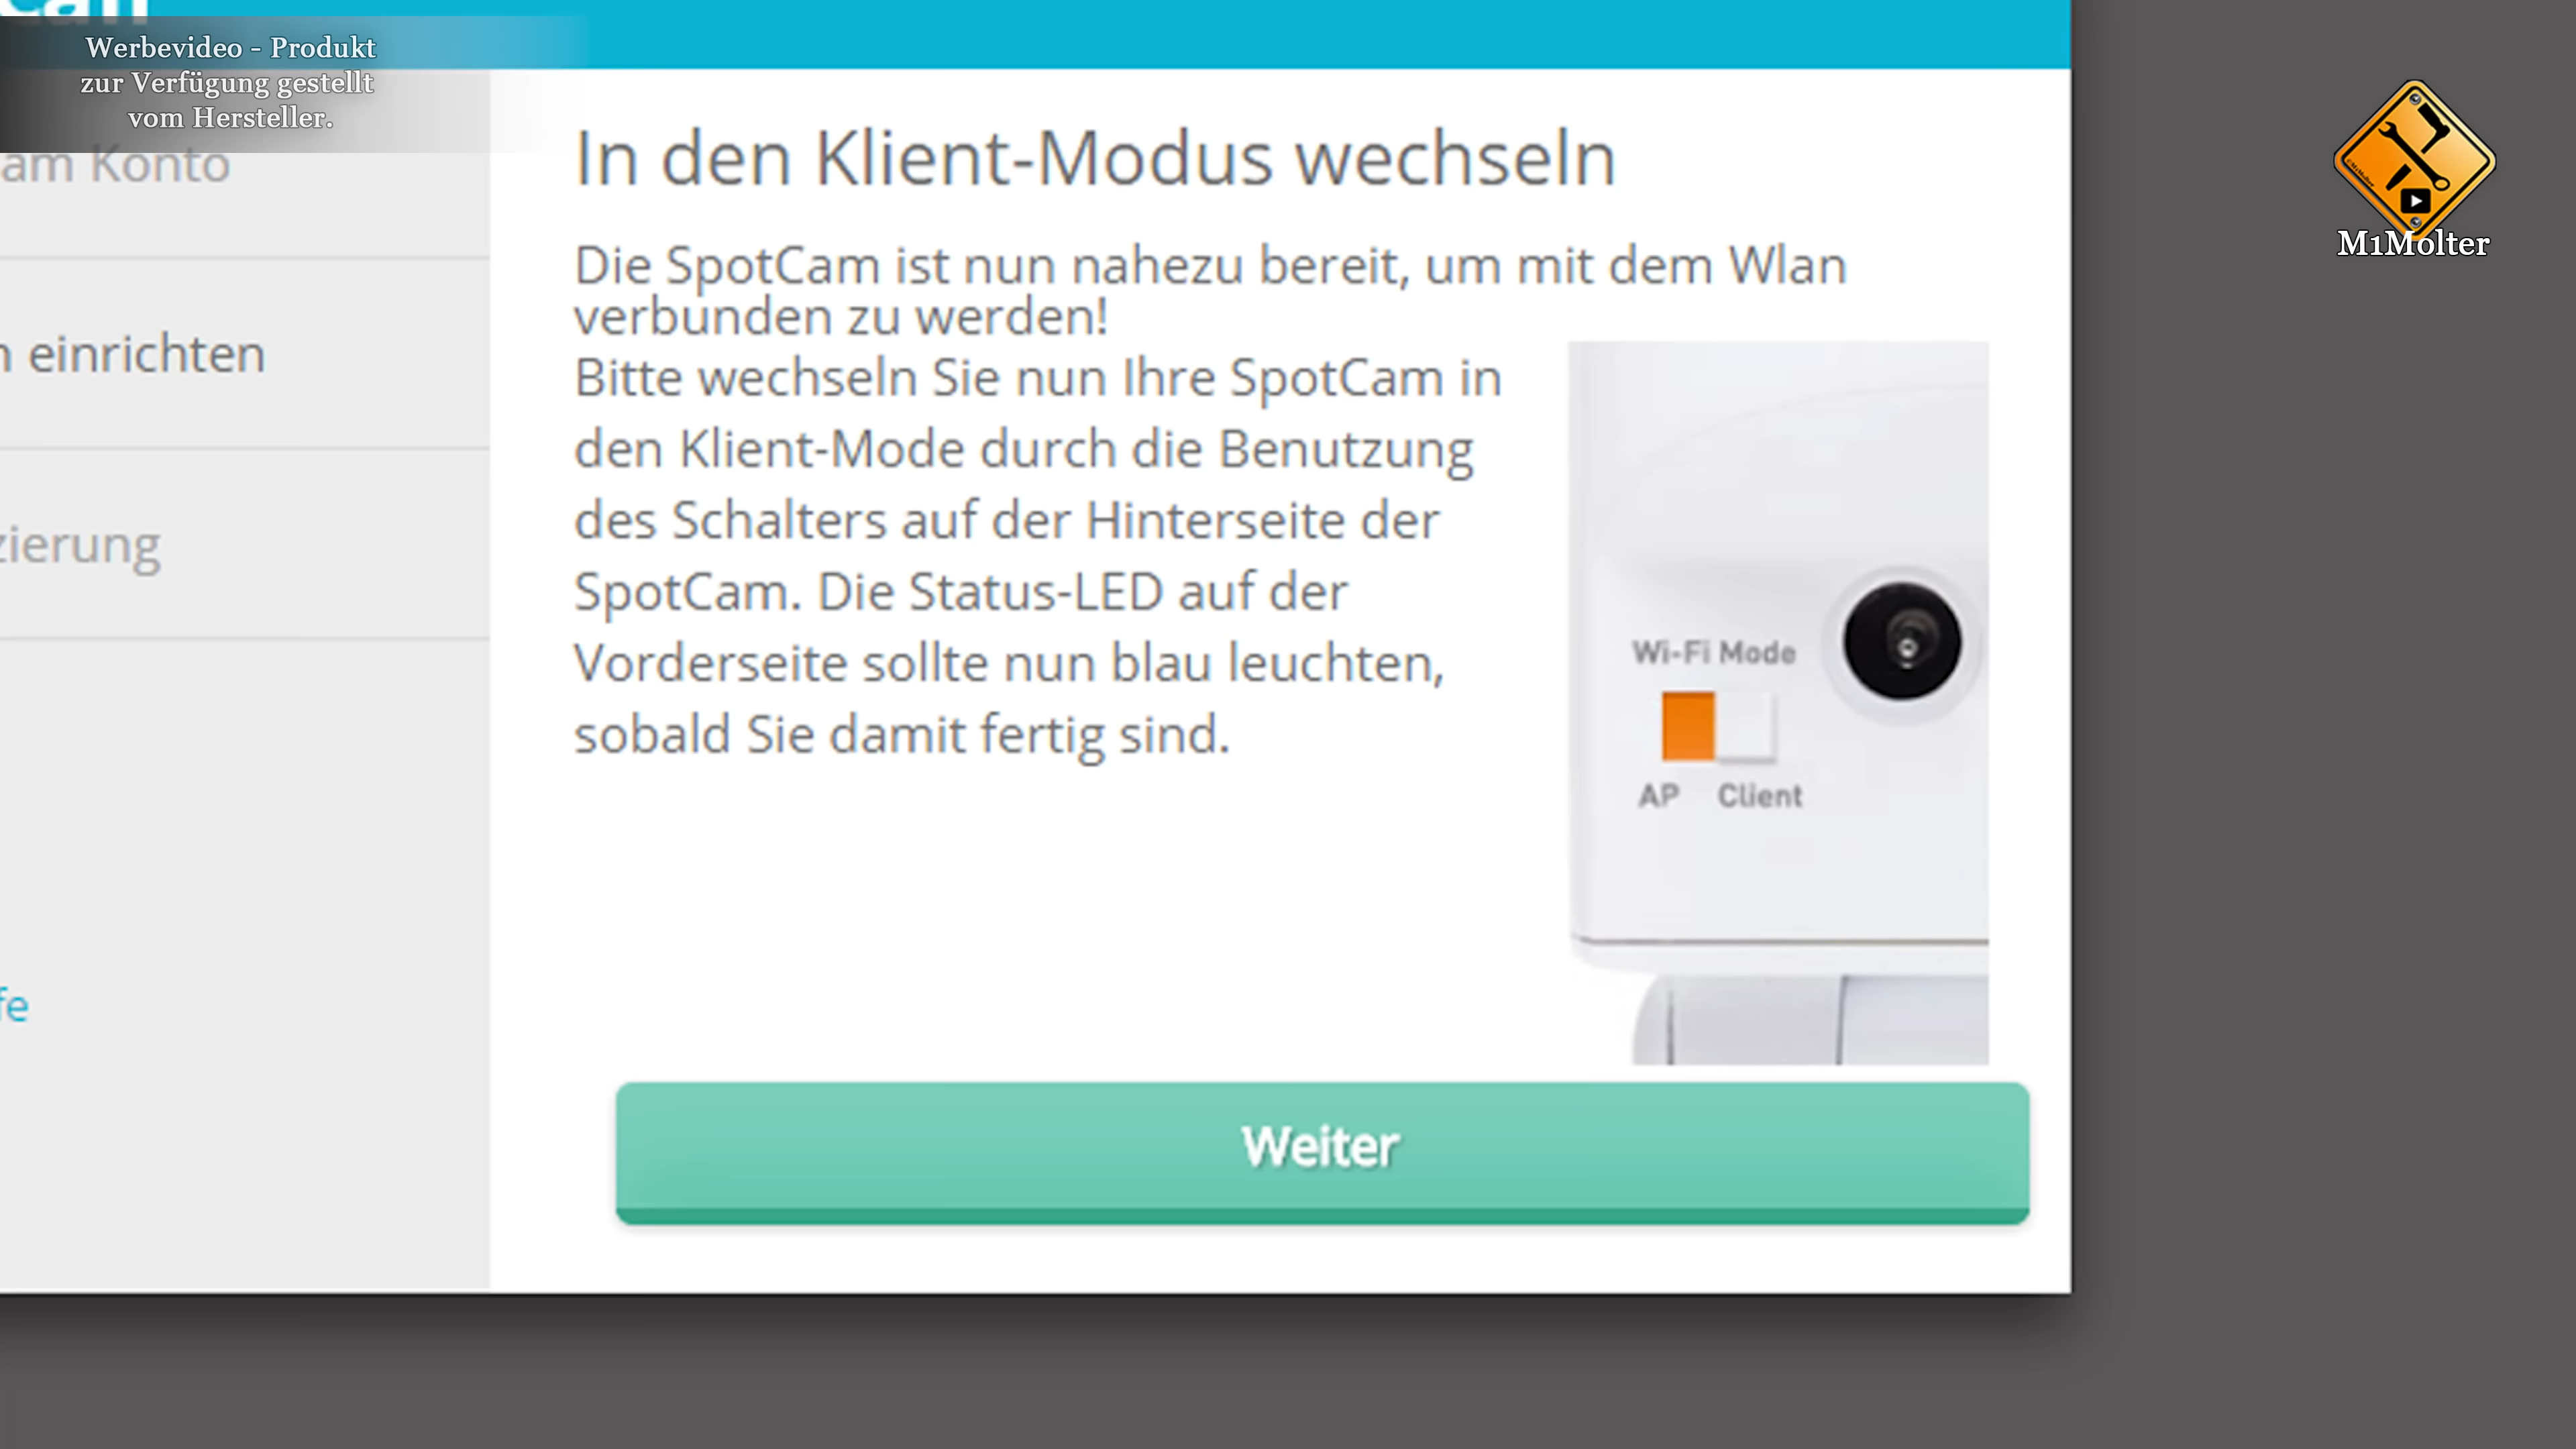 Werbevideo - Produkt
zur Verfügung gestellt
vom Hersteller.
am Konto
einrichten
In den Klient-Modus wechseln
Die SpotCam ist nun nahezu bereit, um mit dem Wlan
verbunden zu werden!
Bitte wechseln Sie nun Ihre SpotCam in
den Klient-Mode durch die Benutzung
des Schalters auf der Hinterseite der
SpotCam. Die Status-LED auf der
Vorderseite sollte nun blau leuchten,
sobald Sie damit fertig sind.
Wi-Fi Mode
AP Client
Weiter
M1Molter